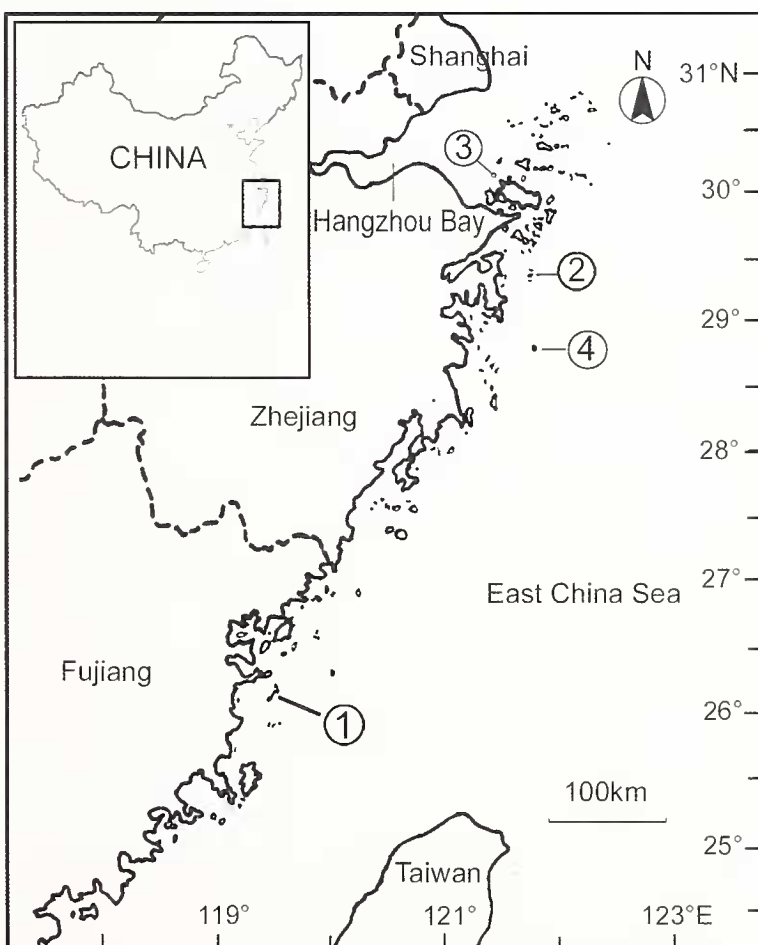 Shanghai
N
31°N
CHINA
3
30°
Hangzhou Bay
2
29°
4
Zhejiang
28°
27°
East China Sea
Fujiang
26°
1
100km
25°
Taiwan
119°
121°
123°E